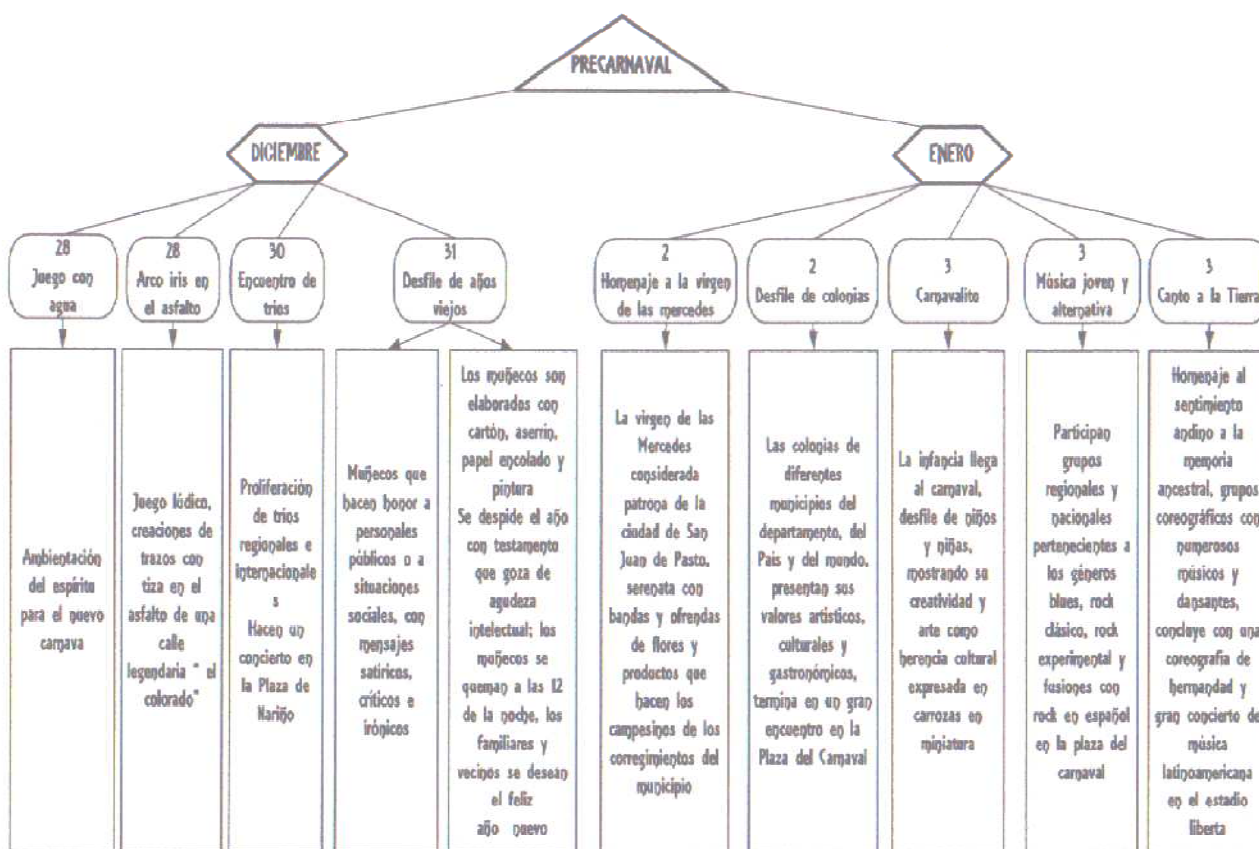 PRECARNAVAL
DICIEMBRE
ENERO
28
Juego con
agua
28
Arco iris en
el asfalto
30
Encuentro de
trios
31
Desfile de años
viejos
2
Homenaje a la virgen
de las mercedes
2
Desfile de colonias
3
Carnavalito
3
Música joven y
alternativa
3
Canto a la Tierra
Ambientación
del espíritu
para el nuevo
carnava
Juego lúdico,
creaciones de
trazos con
tiza en el
asfalto de una
calle
legendaria " el
colorado"
Proliferación
de trios
regionales e
internacionale
s
Hacen un
concierto en
la Plaza de
Nariño
Muñecos que
hacen honor a
personales
públicos o a
situaciones
sociales, con
mensajes
satíricos,
críticos e
irónicos
Los muñecos son
elaborados con
cartón, aserrin,
papel encolado y
pintura
Se despide el año
con testamento
que goza de
agudeza
intelectual; los
muñecos se
queman a las 12
de la noche, los
familiares y
vecinos se desean
el feliz
año nuevo
La virgen de las
Mercedes
considerada
patrona de la
ciudad de San
Juan de Pasto,
serenata con
bandas y ofrendas
de flores y
productos que
hacen los
campesinos de los
corregimientos del
municipio
Las colonias de
diferentes
municipios del
departamento, del
Pais y del mundo,
presentan sus
valores artísticos,
culturales y
gastronómicos,
termina en un gran
encuentro en la
Plaza del Carnaval
La infancia llega
al carnaval,
desfile de niños
y niñas,
mostrando su
creatividad y
arte como
herencia cultural
expresada en
carrozas en
miniatura
Participan
grupos
regionales y
nacionales
pertenecientes a
los géneros
blues, rock
clásico, rock
experimental y
fusiones con
rock en español
en la plaza del
carnaval
Homenaje al
sentimiento
andino a la
memoria
ancestral, grupos
coreográficos con
numerosos
músicos y
dansantes,
concluye con una
coreografia de
hermandad y
gran concierto de
música
latinoamericana
en el estadio
liberta